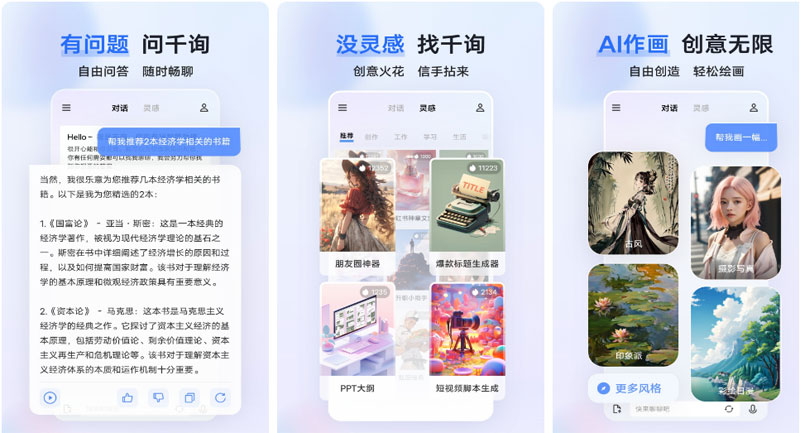 有问题 问千询
自由问答 随时畅聊
对话 灵感
Hello ~
帮我推荐2本经济学相关的书籍
你有任何需要都可以找我
当然，我很乐意为您推荐几本经济学相关的书
籍。以下是我为您精选的2本：
1.《国富论》 - 亚当·斯密：这是一本经典的
经济学著作，被视为现代经济学理论的基石之
一。斯密在书中详细阐述了经济增长的原因和过
程，以及如何提高国家财富。该书对于理解经济
学的基本原理和微观经济政策具有重要意义。
2.《资本论》 - 马克思：这本书是马克思主义
经济学的经典之作。它探讨了资本主义经济的基
本原理，包括劳动价值论、剩余价值理论、资本
主义再生产和危机理论等。该书对于理解资本主
义经济体系的本质和运作机制十分重要。
没灵感 找千询
创意火花 信手拈来
对话 灵感
推荐 创作 工作 学习 生活
12352
11223
TITLE
朋友圈神器
爆款标题生成器
1235
2134
PPT大纲
短视频脚本生成
AI作画 创意无限
自由创造 轻松绘画
对话 灵感
帮我画一幅...
古风
摄影写真
印象派
彩绘日漫
更多风格
快来聊聊吧